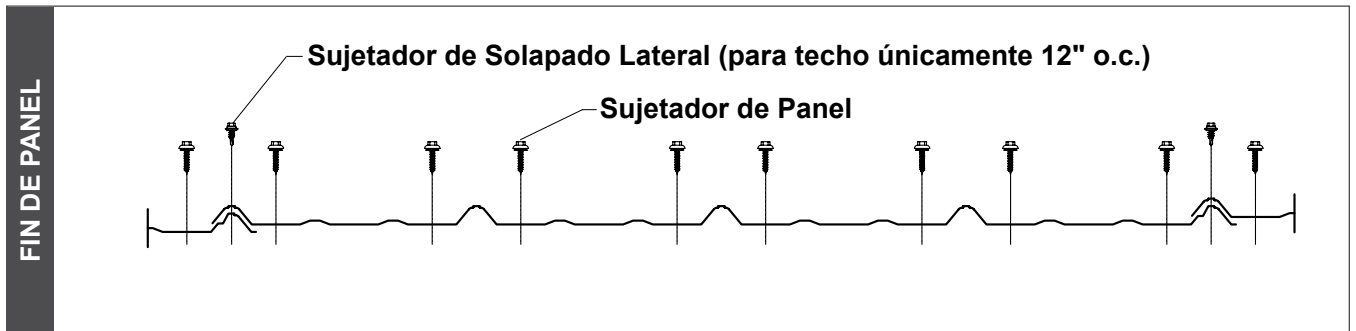 FIN DE PANEL
Sujetador de Solapado Lateral (para techo únicamente 12" o.c.)
Sujetador de Panel